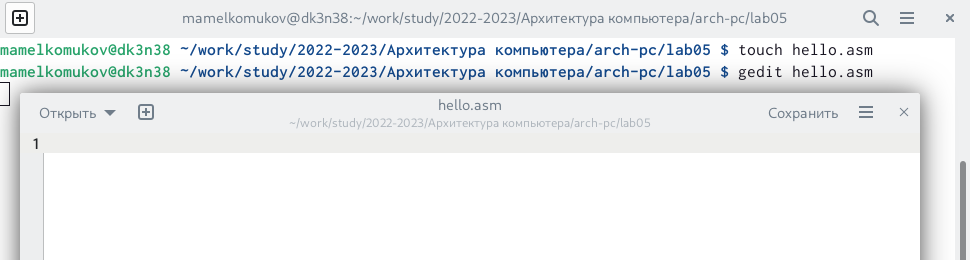 mamelkomukov@dk3n38:~/work/study/2022-2023/Архитектура компьютера/arch-pc/lab05
mamelkomukov@dk3n38 ~/work/study/2022-2023/Архитектура компьютера/arch-pc/lab05 $ touch hello.asm
mamelkomukov@dk3n38 ~/work/study/2022-2023/Архитектура компьютера/arch-pc/lab05 $ gedit hello.asm
Открыть
hello.asm
~/work/study/2022-2023/Архитектура компьютера/arch-pc/lab05
Сохранить
1